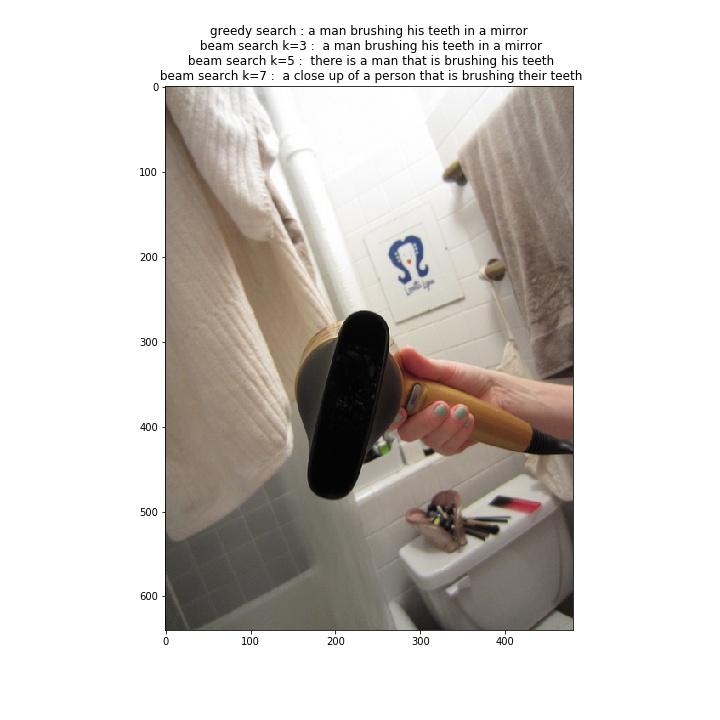 greedy search : a man brushing his teeth in a mirror
beam search k=3 :  a man brushing his teeth in a mirror
beam search k=5 :  there is a man that is brushing his teeth
beam search k=7 :  a close up of a person that is brushing their teeth
0
100
200
300
400
500
600
Loretta Lynn
0
100
200
300
400